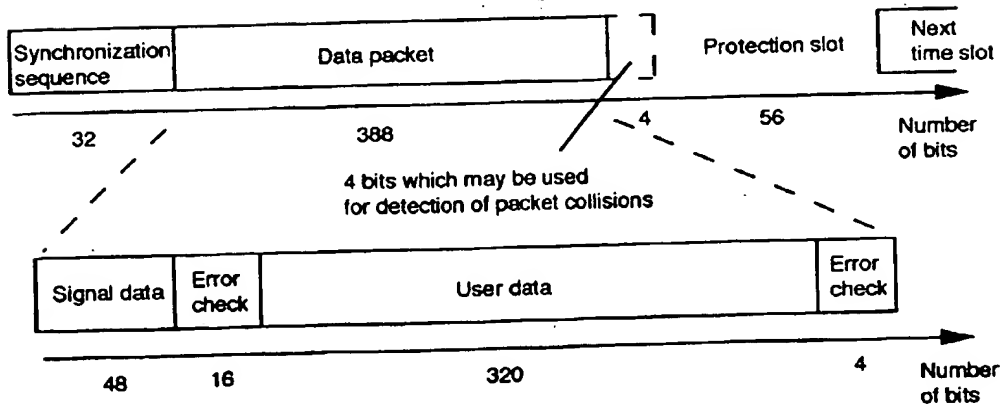 Synchronization
sequence
Data packet
Protection slot
Next
time slot
32
388
4
56
Number
of bits
4 bits which may be used
for detection of packet collisions
Signal data
Error
check
User data
Error
check
48
16
320
4
Number
of bits